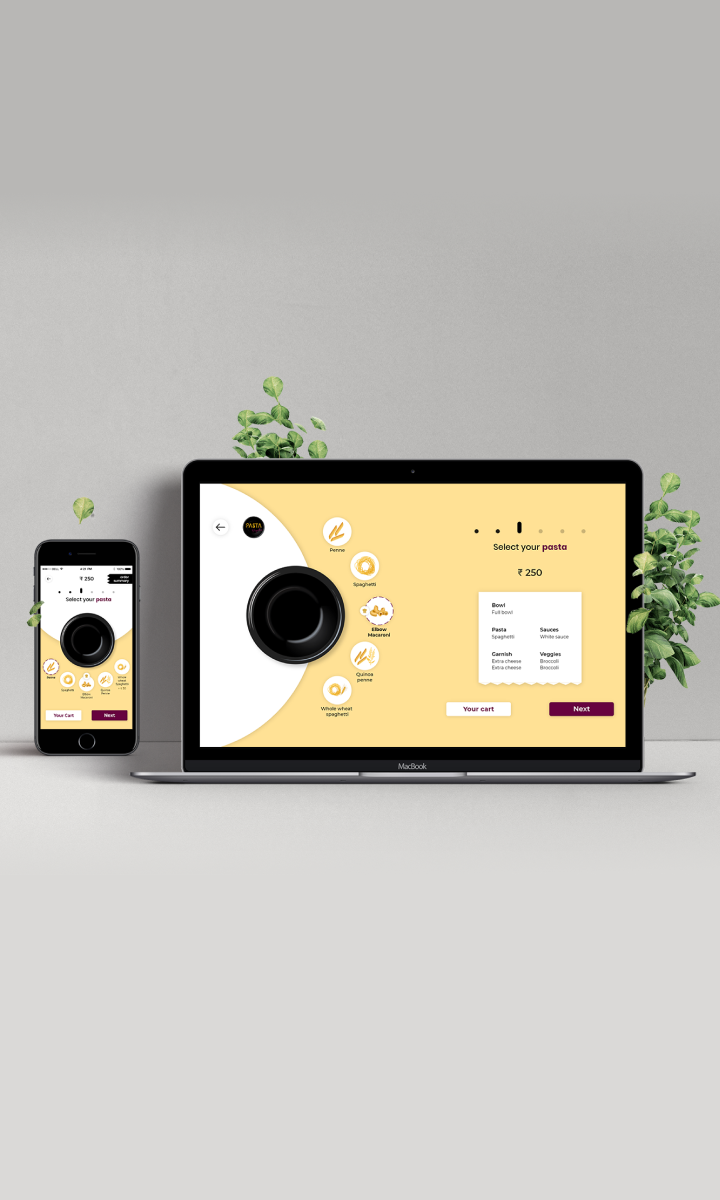 PASTA
Penne
Spaghetti
Elbow
Macaroni
Quinoa
penne
Whole wheat
spaghetti
Select your pasta
₹ 250
Bowl
Full bowl
Pasta
Spaghetti
Sauces
White sauce
Garnish
Extra cheese
Extra cheese
Veggies
Broccoli
Broccoli
Your cart
Next
MacBook
₹ 250
order
summary
Select your pasta
Penne
Spaghetti
Elbow
Macaroni
Quinoa
Penne
Whole
wheat
Spaghetti
Your Cart
Next